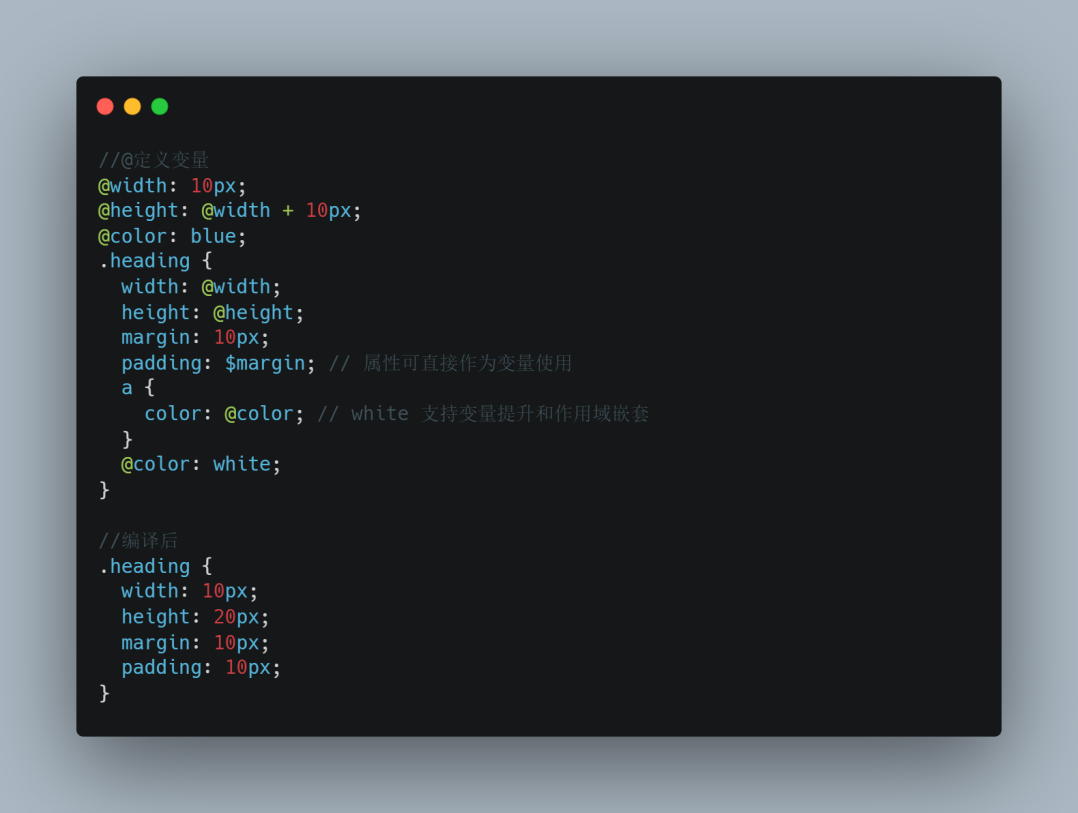 //@定义变量
@width: 10px;
@height: @width + 10px;
@color: blue;
.heading {
  width: @width;
  height: @height;
  margin: 10px;
  padding: $margin; // 属性可直接作为变量使用
  a {
    color: @color; // white 支持变量提升和作用域嵌套
  }
  @color: white;
}

//编译后
.heading {
  width: 10px;
  height: 20px;
  margin: 10px;
  padding: 10px;
}